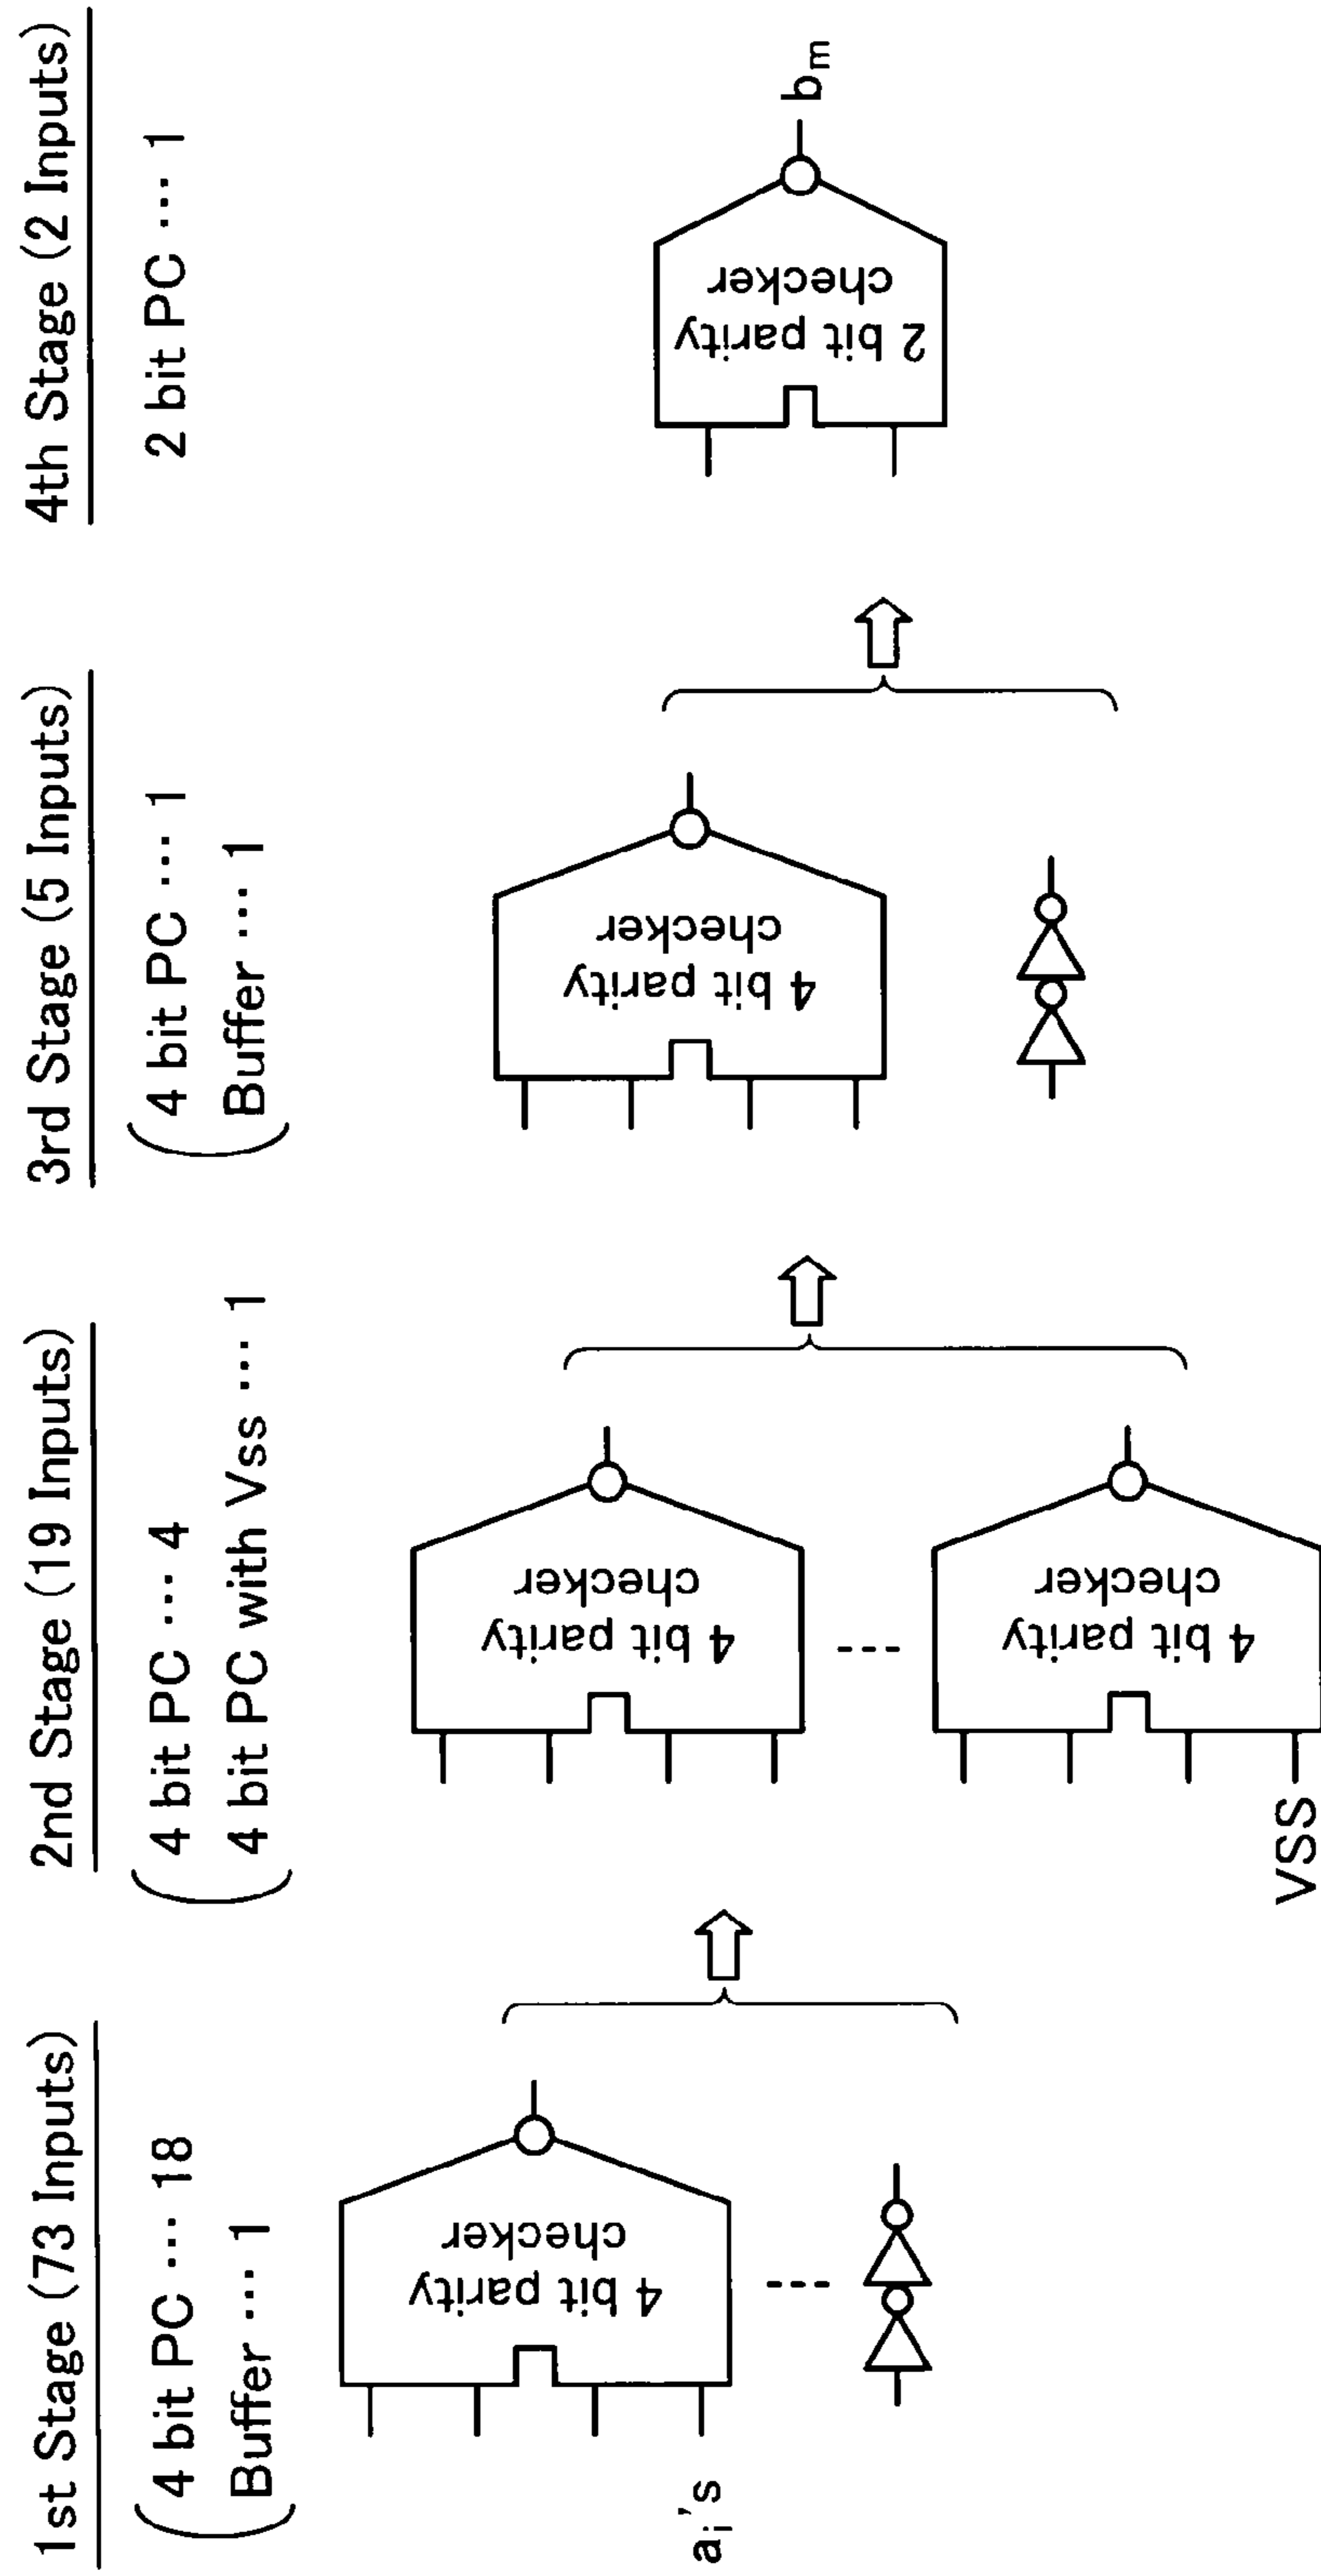 1st Stage (73 Inputs)
4 bit PC ··· 18
Buffer ··· 1
a_i's
4 bit parity
checker
2nd Stage (19 Inputs)
4 bit PC ··· 4
4 bit PC with Vss ··· 1
4 bit parity
checker
4 bit parity
checker
VSS
3rd Stage (5 Inputs)
4 bit PC ··· 1
Buffer ··· 1
4 bit parity
checker
4th Stage (2 Inputs)
2 bit PC ··· 1
2 bit parity
checker
b_m